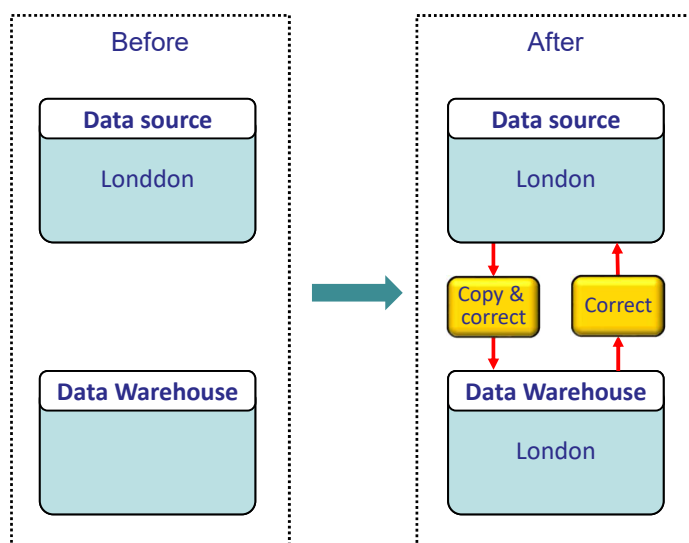 Before
Data source
Londdon
Data Warehouse
After
Data source
London
Copy &
correct
Correct
Data Warehouse
London